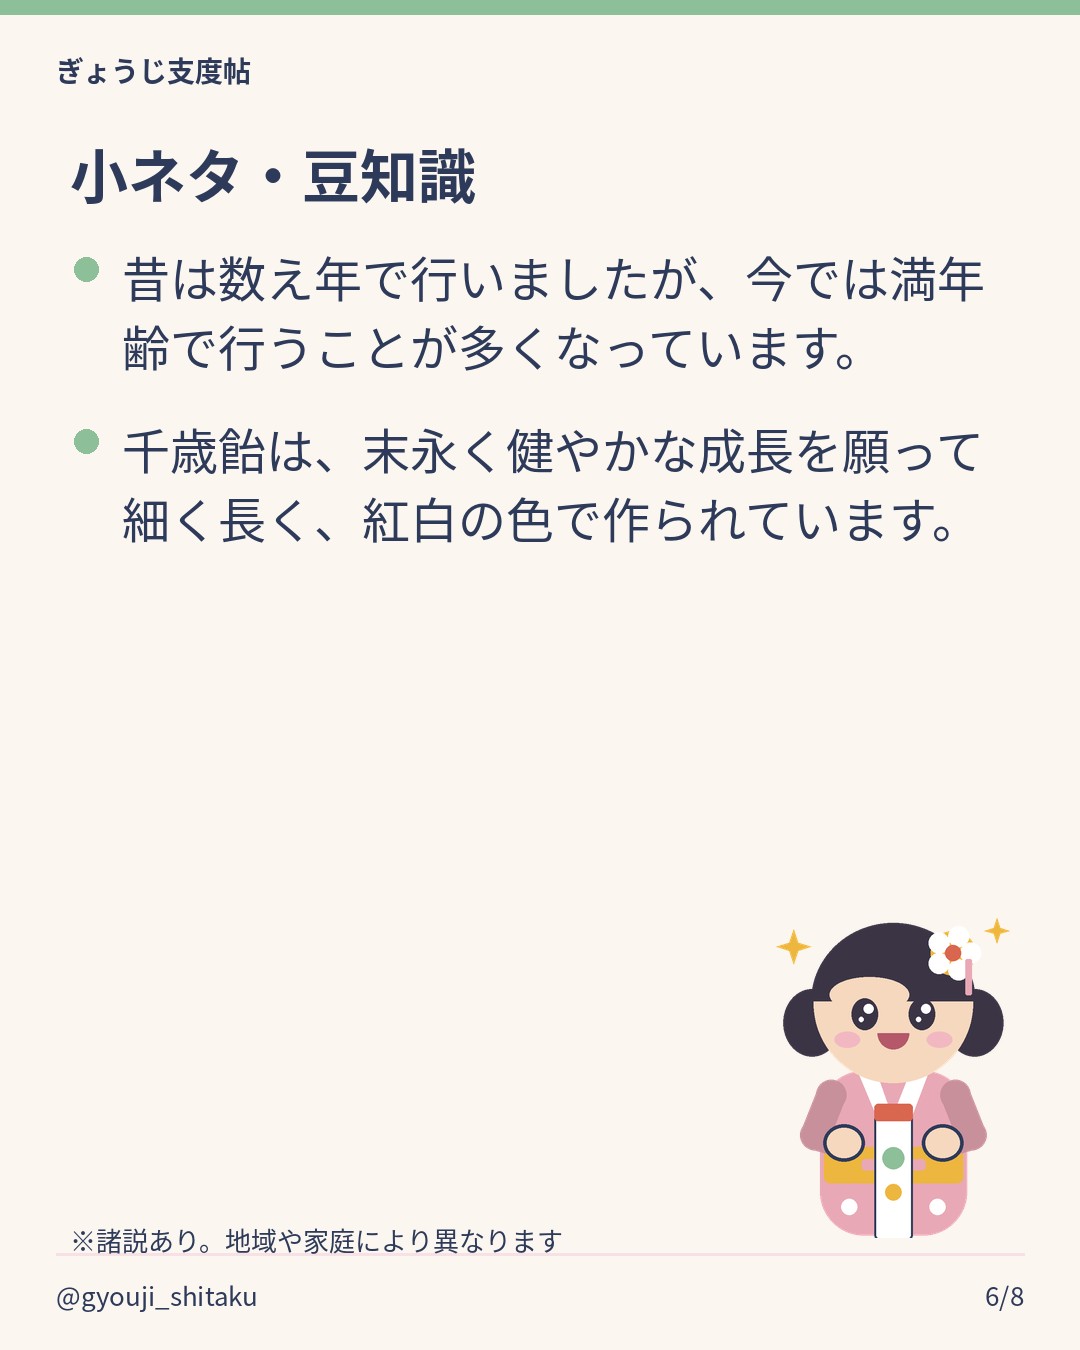 ぎょうじ支度帖
小ネタ・豆知識
昔は数え年で行いましたが、今では満年
齢で行うことが多くなっています。
千歳飴は、末永く健やかな成長を願って
細く長く、紅白の色で作られています。
※諸説あり。地域や家庭により異なります
@gyouji_shitaku
6/8